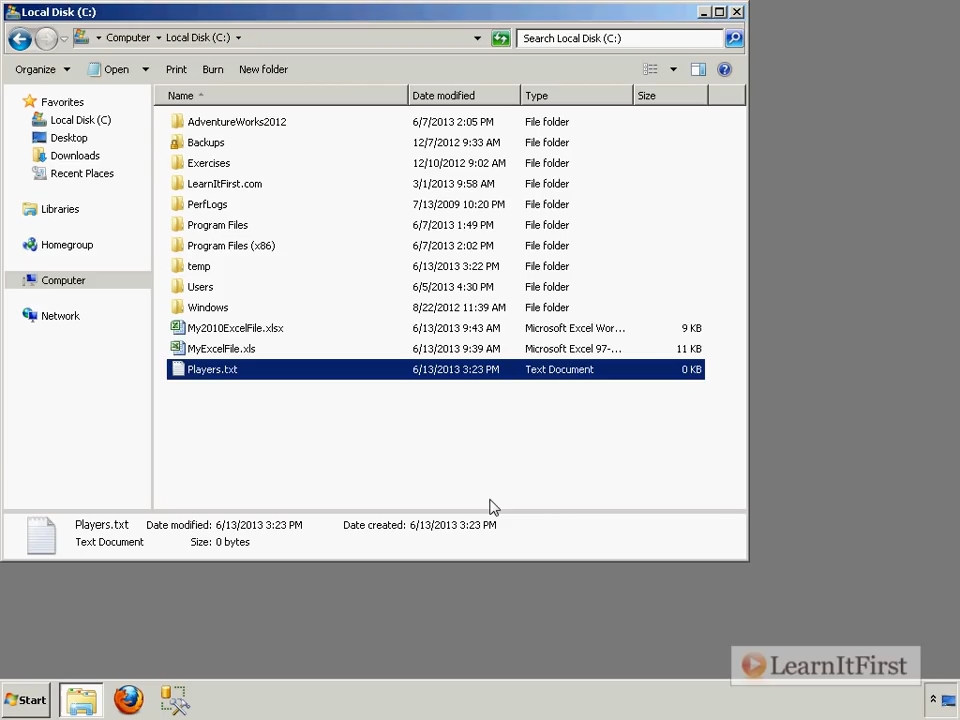 Local Disk (C:)
Computer Local Disk (C:) Search Local Disk (C:)
Organize Open Print Burn New folder
Name Date modified Type Size
Favorites
Local Disk (C:)
Desktop
Downloads
Recent Places
Libraries
Homegroup
Computer
Network
AdventureWorks2012 6/7/2013 2:05 PM File folder
Backups 12/7/2012 9:33 AM File folder
Exercises 12/10/2012 9:02 AM File folder
LearnItFirst.com 3/1/2013 9:58 AM File folder
PerfLogs 7/13/2009 10:20 PM File folder
Program Files 6/7/2013 1:49 PM File folder
Program Files (x86) 6/7/2013 2:02 PM File folder
temp 6/13/2013 3:22 PM File folder
Users 6/5/2013 4:30 PM File folder
Windows 8/22/2012 11:39 AM File folder
My2010ExcelFile.xlsx 6/13/2013 9:43 AM Microsoft Excel Wor... 9 KB
MyExcelFile.xls 6/13/2013 9:39 AM Microsoft Excel 97-... 11 KB
Players.txt 6/13/2013 3:23 PM Text Document 0 KB
Players.txt Date modified: 6/13/2013 3:23 PM Date created: 6/13/2013 3:23 PM
Text Document Size: 0 bytes
LearnItFirst
Start